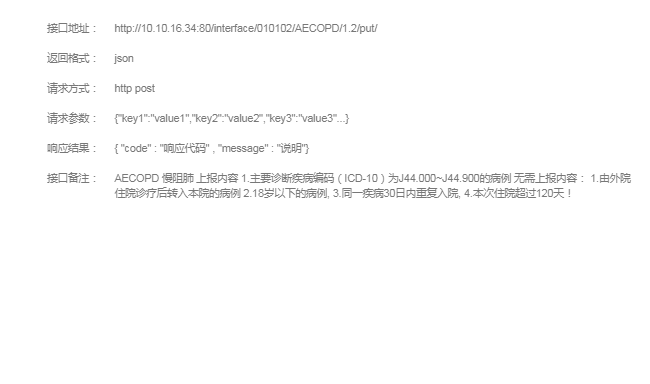 接口地址： http://10.10.16.34:80/interface/010102/AECOPD/1.2/put/
返回格式： json
请求方式： http post
请求参数： {"key1":"value1","key2":"value2","key3":"value3"...}
响应结果： { "code" : "响应代码" , "message" : "说明"}
接口备注： AECOPD 慢阻肺 上报内容 1.主要诊断疾病编码（ICD-10）为J44.000~J44.900的病例 无需上报内容： 1.由外院
住院诊疗后转入本院的病例 2.18岁以下的病例, 3.同一疾病30日内重复入院, 4.本次住院超过120天！